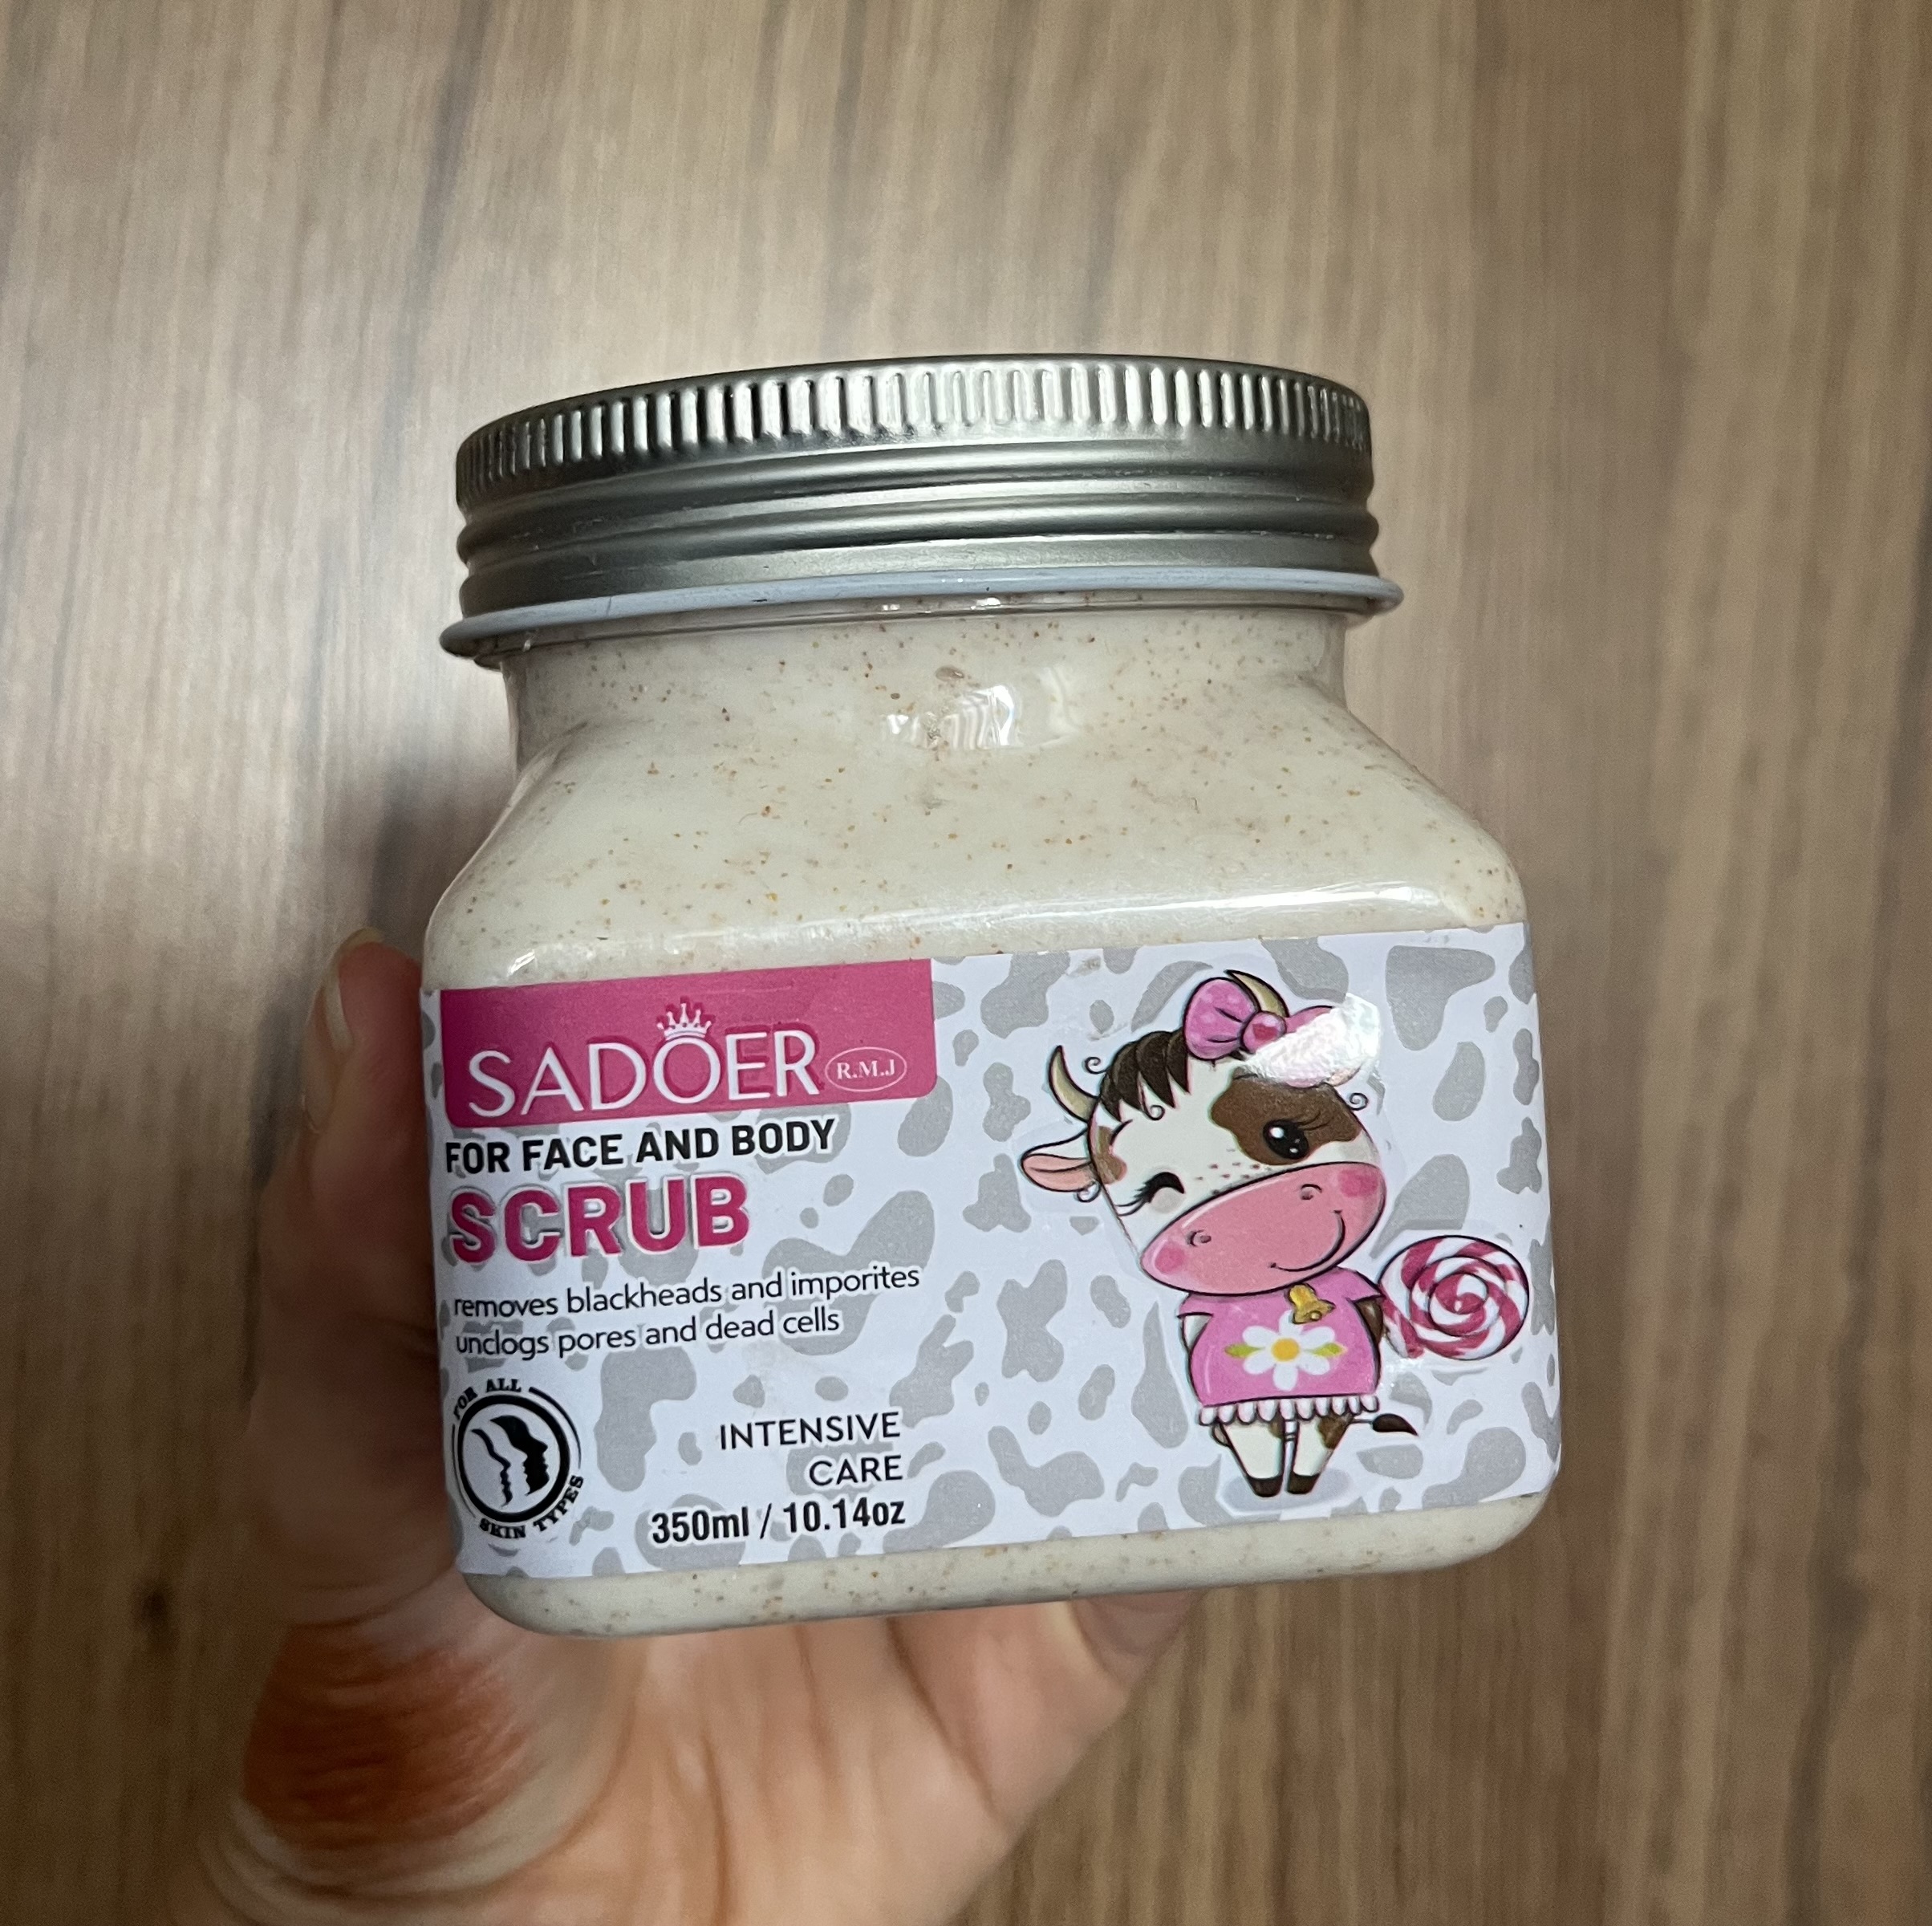 SADOER R.M.J
FOR FACE AND BODY
SCRUB
removes blackheads and imporites
unclogs pores and dead cells
FOR ALL
SKIN TYPES
INTENSIVE
CARE
350ml / 10.14oz